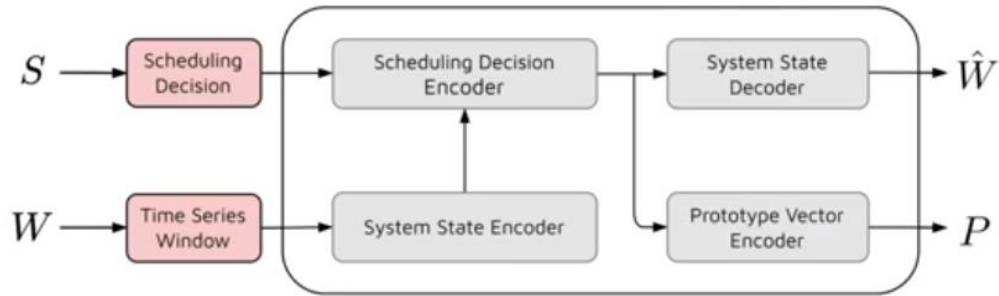 S
Scheduling
Decision
Scheduling Decision
Encoder
System State
Decoder
Ŵ
W
Time Series
Window
System State Encoder
Prototype Vector
Encoder
P